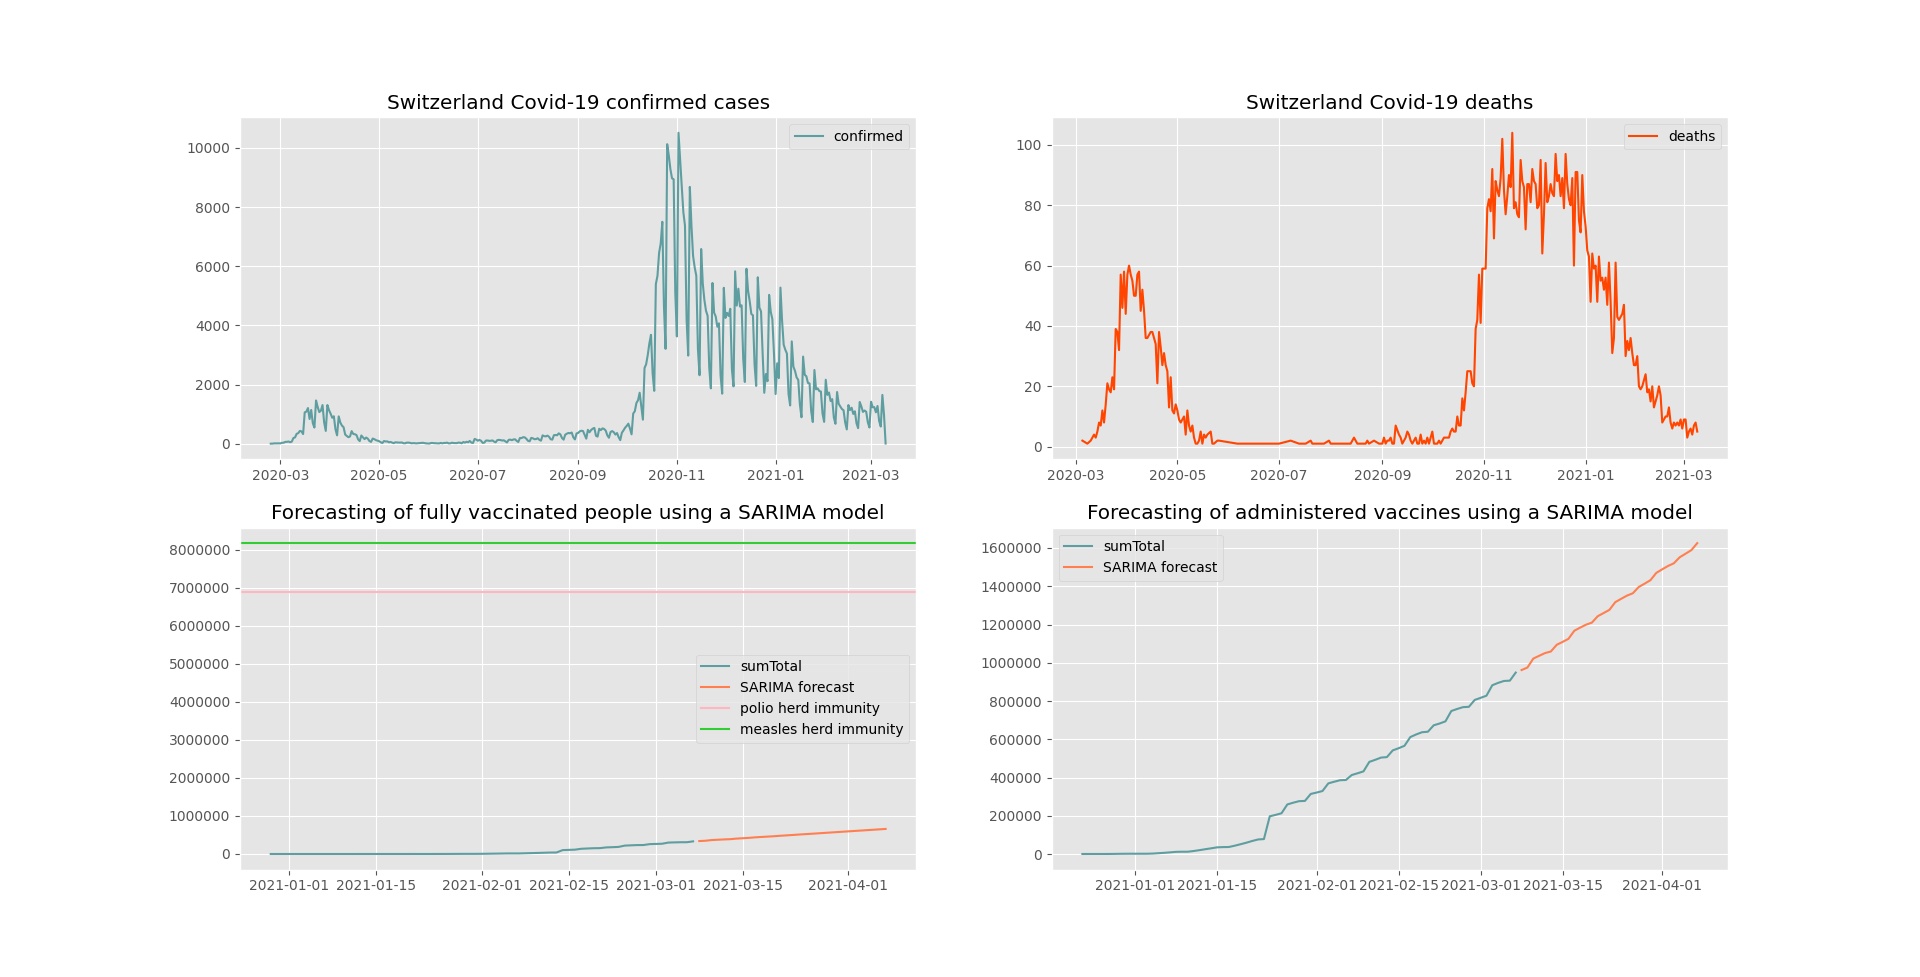 Switzerland Covid-19 confirmed cases
confirmed
10000
8000
6000
4000
2000
0
2020-03 2020-05 2020-07 2020-09 2020-11 2021-01 2021-03
Switzerland Covid-19 deaths
deaths
100
80
60
40
20
0
2020-03 2020-05 2020-07 2020-09 2020-11 2021-01 2021-03
Forecasting of fully vaccinated people using a SARIMA model
8000000
7000000
6000000
5000000
4000000
3000000
2000000
1000000
0
sumTotal
SARIMA forecast
polio herd immunity
measles herd immunity
2021-01-01 2021-01-15 2021-02-01 2021-02-15 2021-03-01 2021-03-15 2021-04-01
Forecasting of administered vaccines using a SARIMA model
sumTotal
SARIMA forecast
1600000
1400000
1200000
1000000
800000
600000
400000
200000
0
2021-01-01 2021-01-15 2021-02-01 2021-02-15 2021-03-01 2021-03-15 2021-04-01